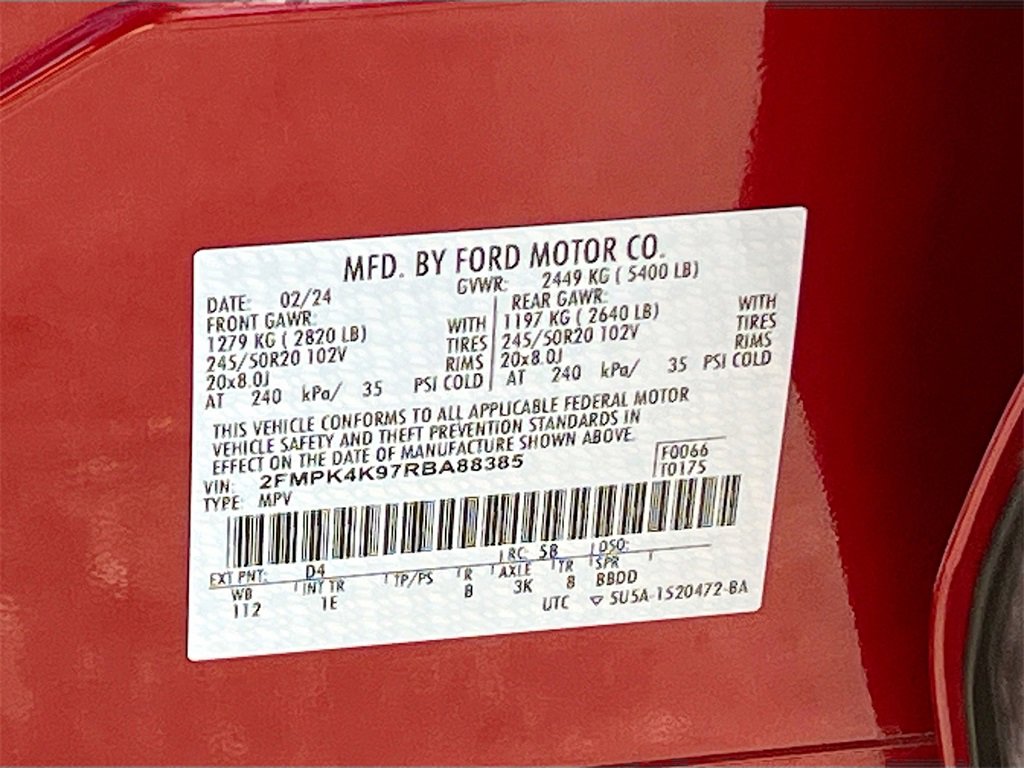 MFD. BY FORD MOTOR CO.
DATE: 02/24 GVWR: 2449 KG ( 5400 LB)
FRONT GAWR: REAR GAWR:
1279 KG ( 2820 LB) WITH 1197 KG ( 2640 LB) WITH
245/50R20 102V TIRES 245/50R20 102V TIRES
20x8.0J RIMS 20x8.0J RIMS
AT 240 kPa/ 35 PSI COLD AT 240 kPa/ 35 PSI COLD
THIS VEHICLE CONFORMS TO ALL APPLICABLE FEDERAL MOTOR
VEHICLE SAFETY AND THEFT PREVENTION STANDARDS IN
EFFECT ON THE DATE OF MANUFACTURE SHOWN ABOVE.
VIN: 2FMPK4K97RBA88385 F0066
TYPE: MPV T0175
EXT PNT: D4 RC: 58 DSO:
WB INT TR TP/PS R AXLE TR SPR
112 1E 8 3K 8 BBDD
UTC ▽ 5U5A-1520472-BA